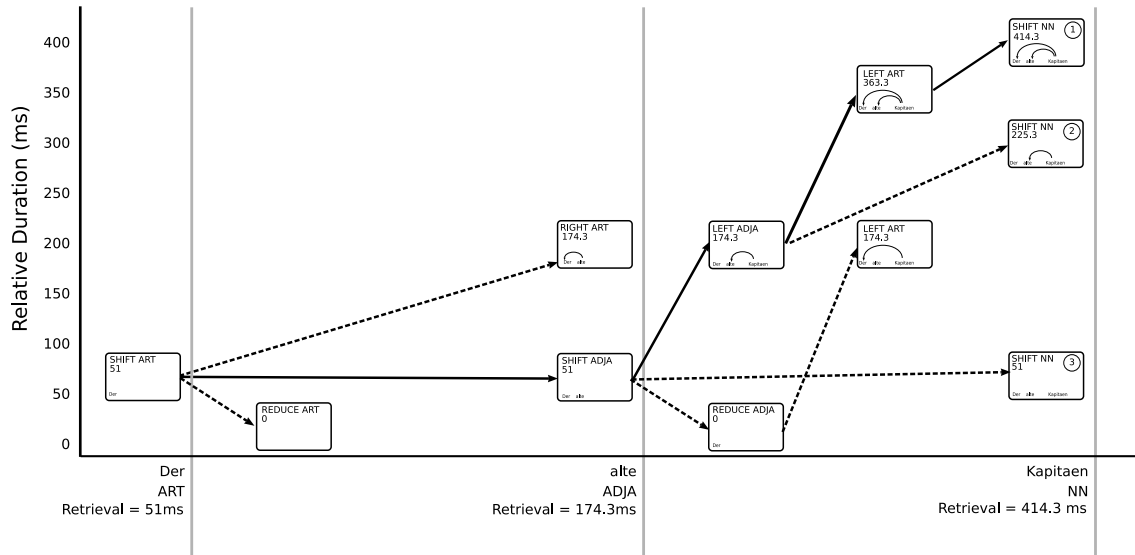 Relative Duration (ms)
400
350
300
250
200
150
100
50
0
SHIFT ART
51
Der
REDUCE ART
0
RIGHT ART
174.3
Der alte
SHIFT ADJA
51
Der alte
LEFT ADJA
174.3
Der alte Kapitaen
REDUCE ADJA
0
Der
LEFT ART
363.3
Der alte Kapitaen
LEFT ART
174.3
Der alte Kapitaen
SHIFT NN 1
414.3
Der alte Kapitaen
SHIFT NN 2
225.3
Der alte Kapitaen
SHIFT NN 3
51
Der alte Kapitaen
Der
ART
Retrieval = 51ms
alte
ADJA
Retrieval = 174.3ms
Kapitaen
NN
Retrieval = 414.3 ms